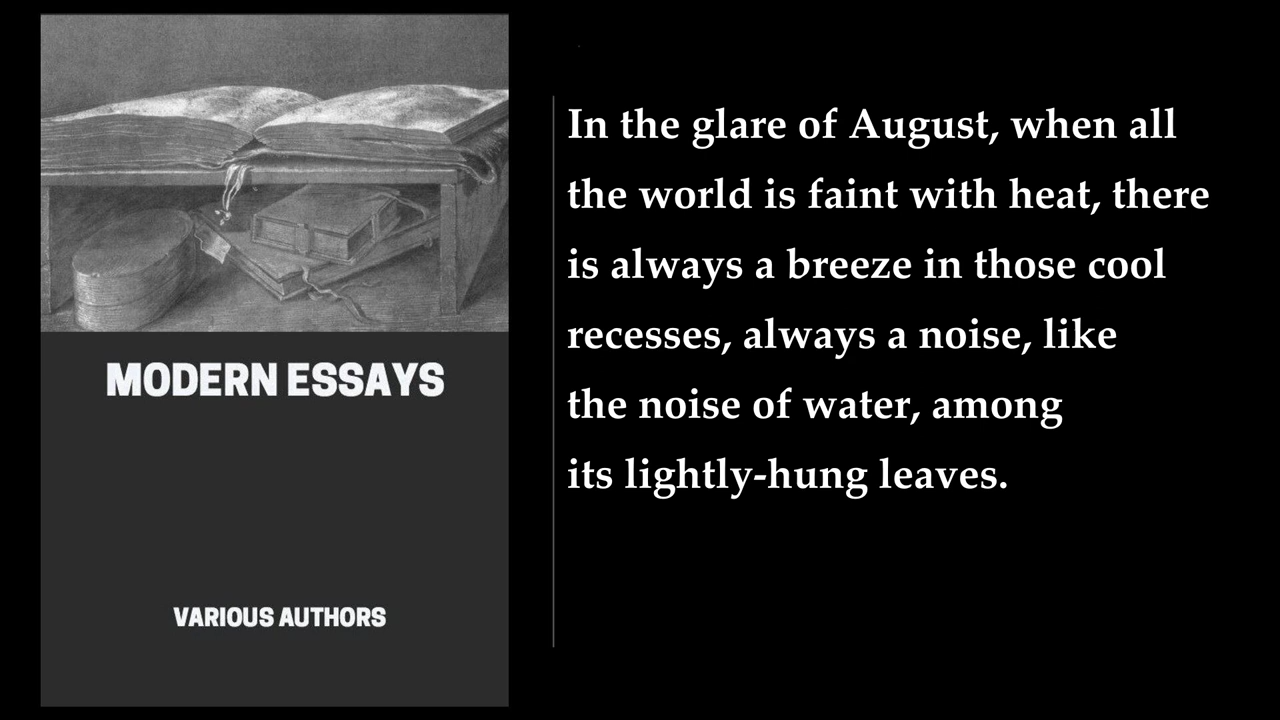 MODERN ESSAYS
VARIOUS AUTHORS
In the glare of August, when all
the world is faint with heat, there
is always a breeze in those cool
recesses, always a noise, like
the noise of water, among
its lightly-hung leaves.